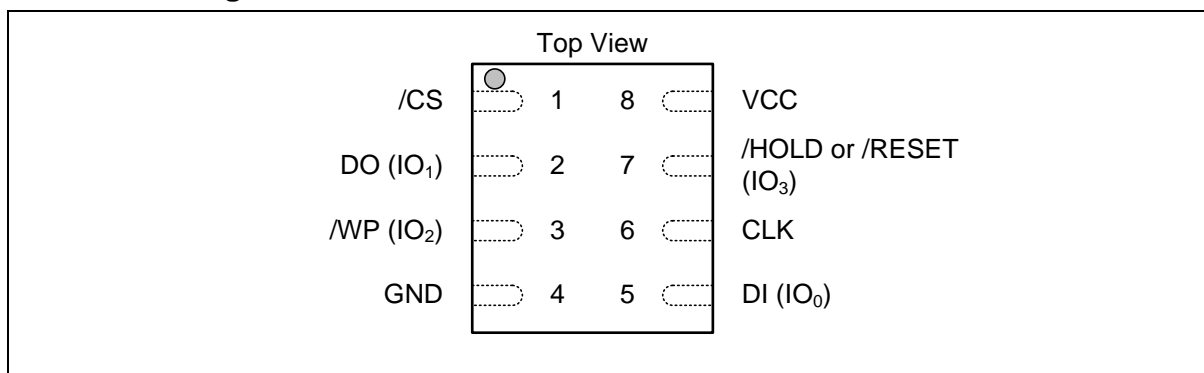 g
Top View
/CS 1 8 VCC
DO (IO₁) 2 7 /HOLD or /RESET
(IO₃)
/WP (IO₂) 3 6 CLK
GND 4 5 DI (IO₀)